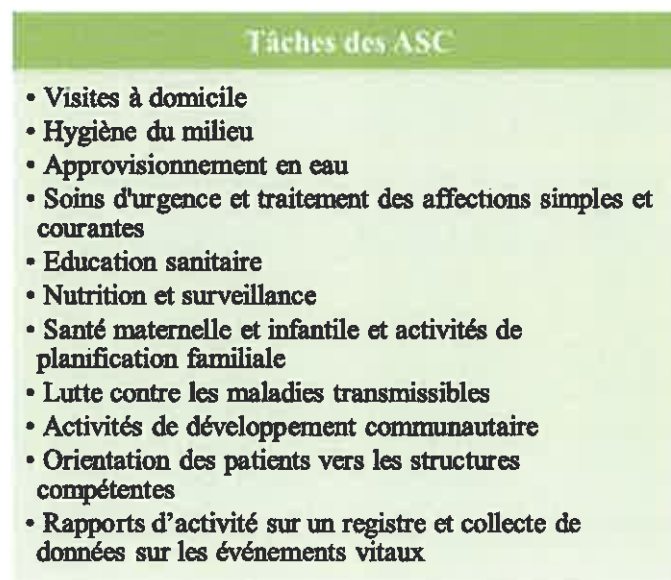 Tâches des ASC
• Visites à domicile
• Hygiène du milieu
• Approvisionnement en eau
• Soins d'urgence et traitement des affections simples et
courantes
• Education sanitaire
• Nutrition et surveillance
• Santé maternelle et infantile et activités de
planification familiale
• Lutte contre les maladies transmissibles
• Activités de développement communautaire
• Orientation des patients vers les structures
compétentes
• Rapports d'activité sur un registre et collecte de
données sur les événements vitaux